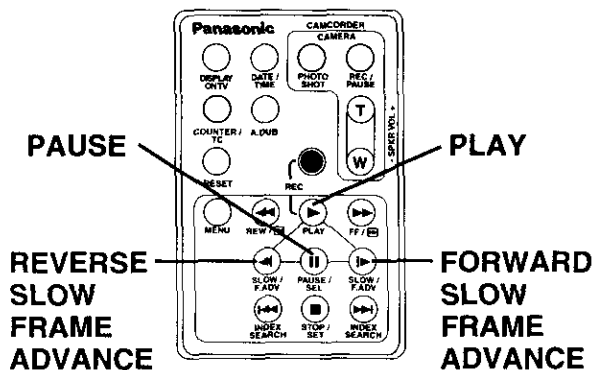 Panasonic
CAMCORDER
CAMERA
DISPLAY
ONTV
DATE /
TIME
PHOTO
SHOT
REC /
PAUSE
T
W
- SPKR VOL +
COUNTER /
TC
A.DUB
RESET
REC
MENU
REW /
PLAY
FF /
SLOW /
F.ADV
PAUSE /
SEL
SLOW /
F.ADV
INDEX
SEARCH
STOP /
SET
INDEX
SEARCH
PAUSE
PLAY
REVERSE
SLOW
FRAME
ADVANCE
FORWARD
SLOW
FRAME
ADVANCE